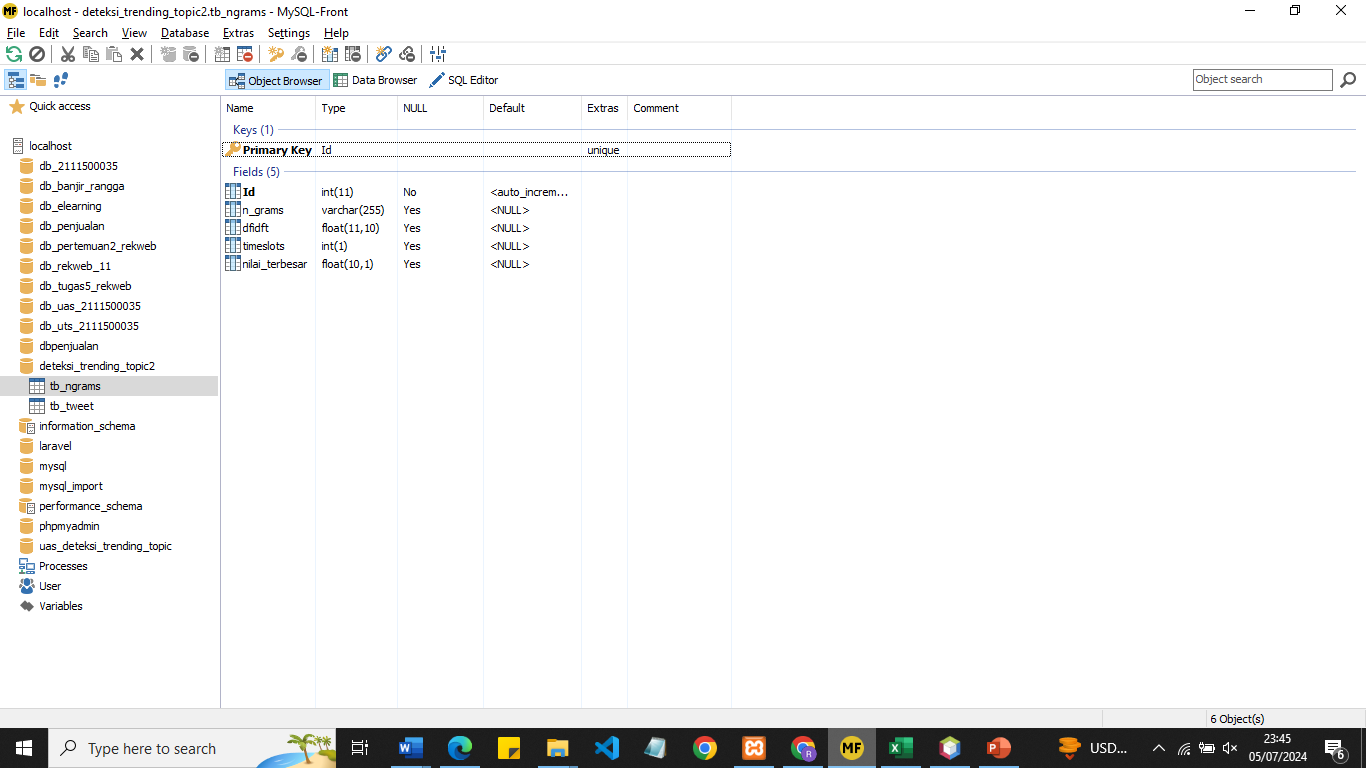 MF localhost - deteksi_trending_topic2.tb_ngrams - MySQL-Front
File Edit Search View Database Extras Settings Help
Object Browser Data Browser SQL Editor Object search
Quick access
localhost
db_2111500035
db_banjir_rangga
db_elearning
db_penjualan
db_pertemuan2_rekweb
db_rekweb_11
db_tugas5_rekweb
db_uas_2111500035
db_uts_2111500035
dbpenjualan
deteksi_trending_topic2
tb_ngrams
tb_tweet
information_schema
laravel
mysql
mysql_import
performance_schema
phpmyadmin
uas_deteksi_trending_topic
Processes
User
Variables
Name Type NULL Default Extras Comment
Keys (1)
Primary Key Id unique
Fields (5)
Id int(11) No <auto_increm...
n_grams varchar(255) Yes <NULL>
dfidft float(11,10) Yes <NULL>
timeslots int(1) Yes <NULL>
nilai_terbesar float(10,1) Yes <NULL>
6 Object(s)
Type here to search
W
R
MF
X
P
USD...
23:45
05/07/2024
6